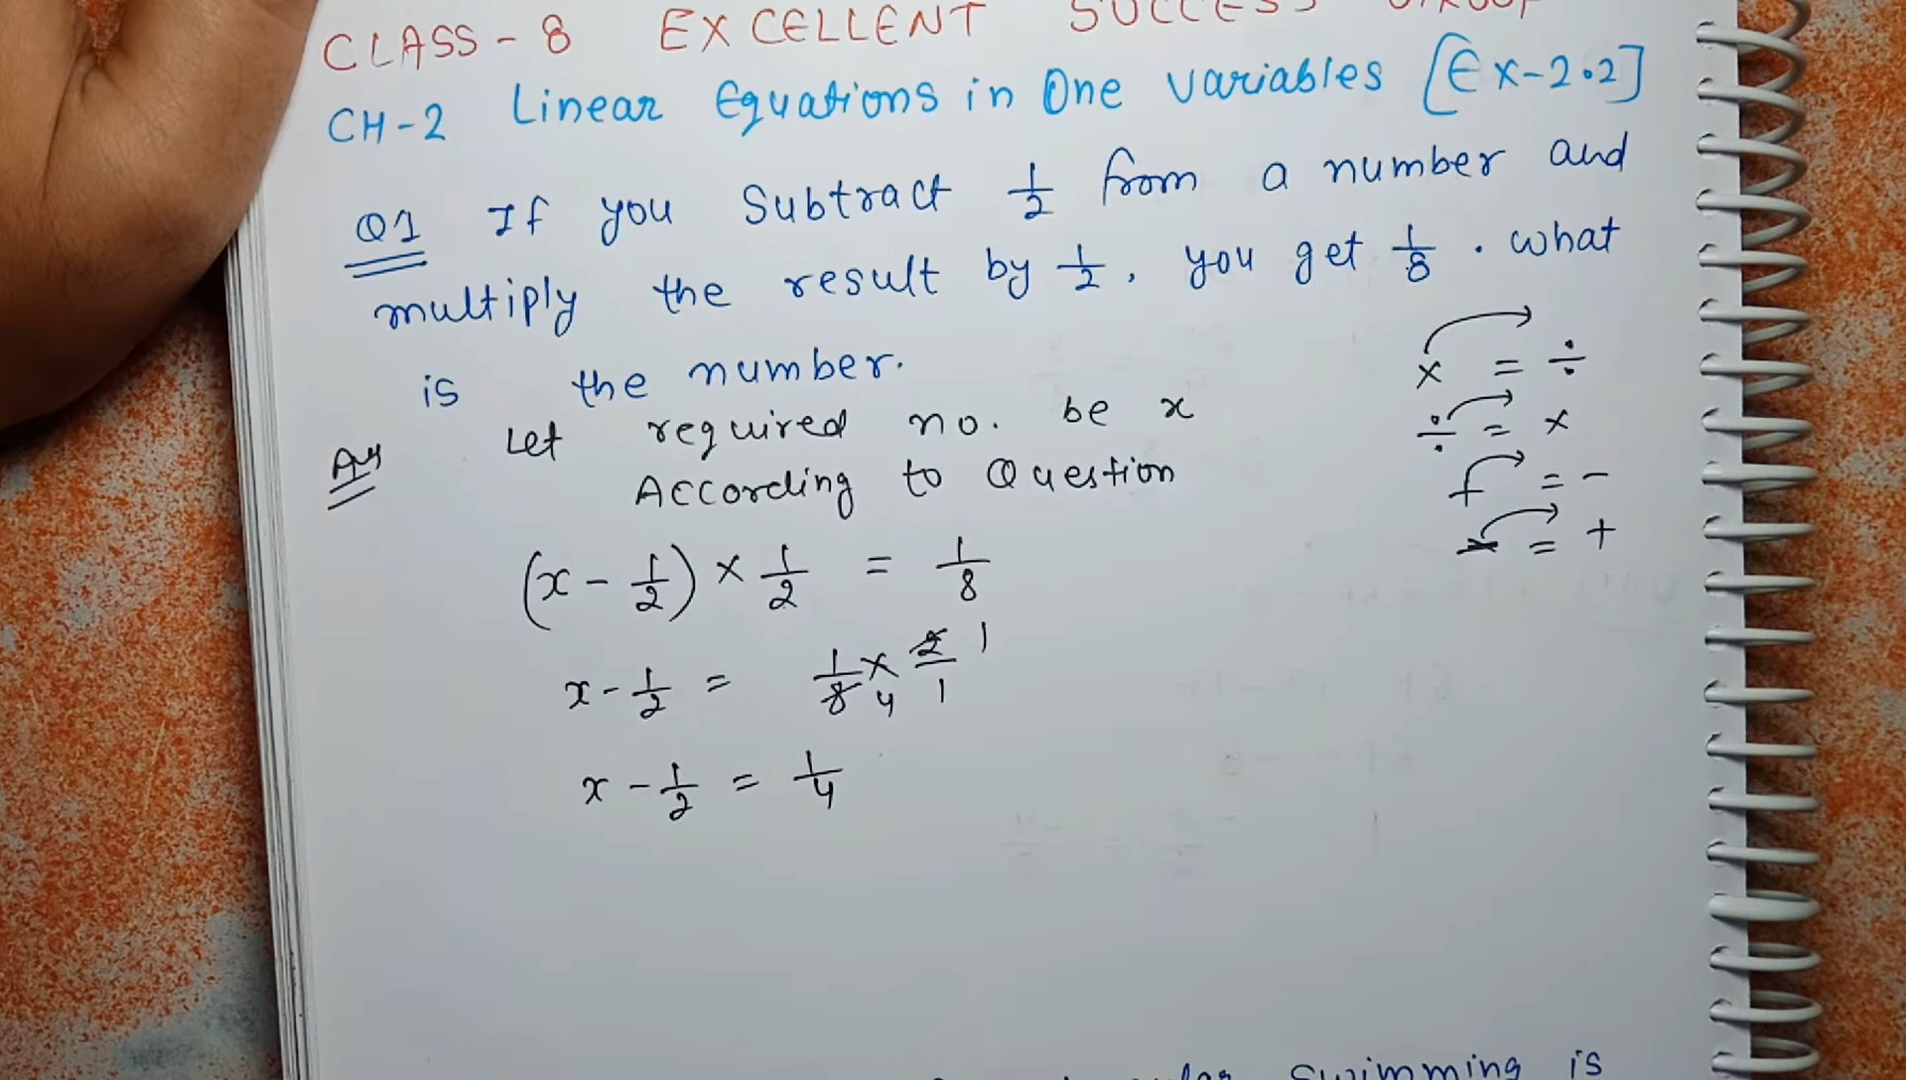 CLASS - 8 EXCELLENT SUCCESS
CH-2 Linear Equations in One variables [Ex-2.2]
Q1 If you Subtract 1/2 from a number and
multiply the result by 1/2, you get 1/8 . what
is the number.
Ans Let required no. be x
According to Question
(x - 1/2) × 1/2 = 1/8
x - 1/2 = 1/8 4 × 2/1 1
x - 1/2 = 1/4
× = ÷
÷ = ×
+ = -
- = +
swimming is